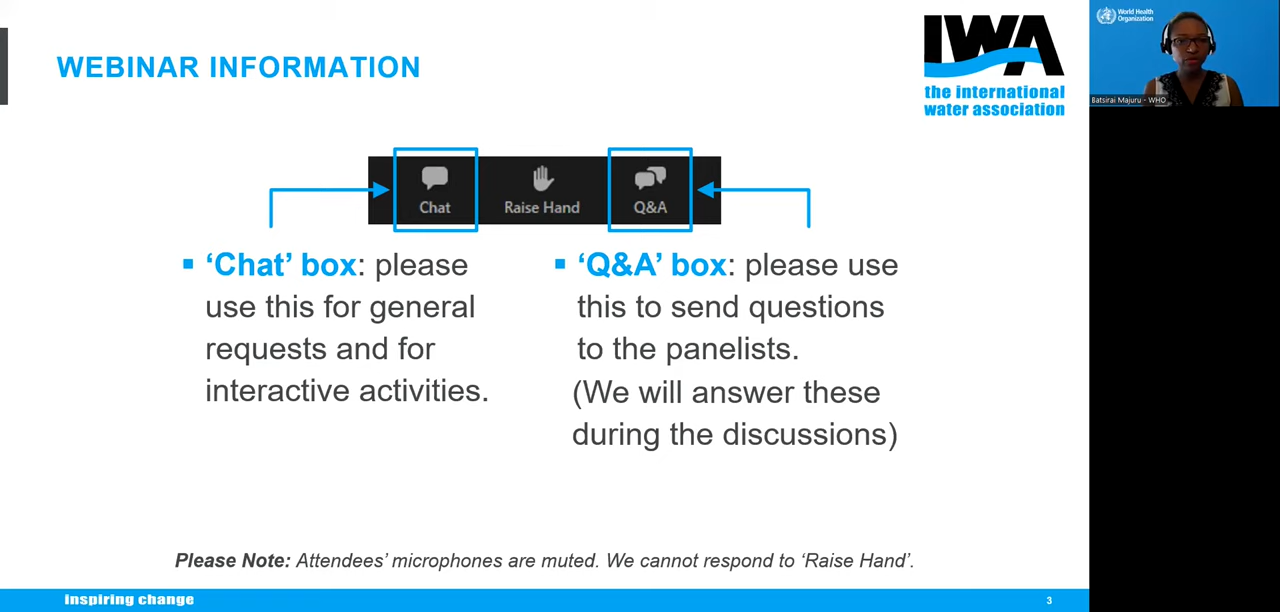 WEBINAR INFORMATION
IWA
the international
water association
World Health
Organization
Batsirai Majuru - WHO
Chat
Raise Hand
Q&A
▪ ‘Chat’ box: please
use this for general
requests and for
interactive activities.
▪ ‘Q&A’ box: please use
this to send questions
to the panelists.
(We will answer these
during the discussions)
Please Note: Attendees’ microphones are muted. We cannot respond to ‘Raise Hand’.
inspiring change
3